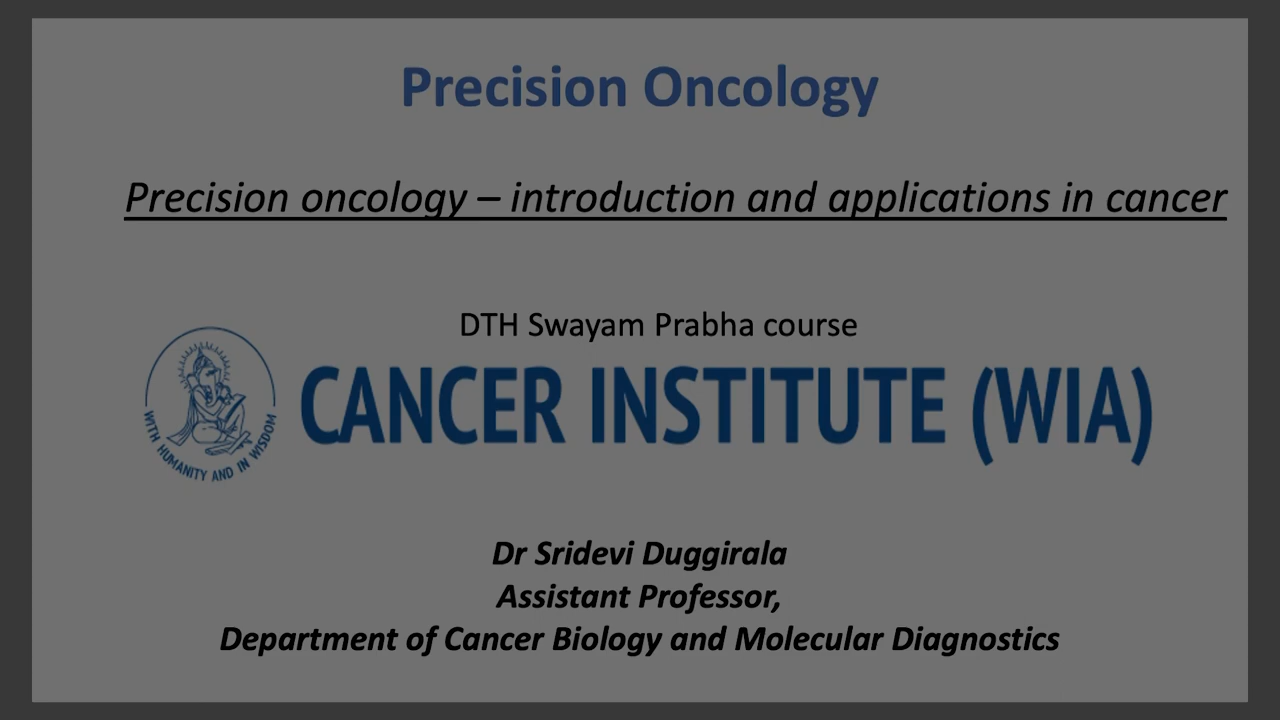 Precision Oncology
Precision oncology – introduction and applications in cancer
DTH Swayam Prabha course
CANCER INSTITUTE (WIA)
WITH HUMANITY AND IN WISDOM
Dr Sridevi Duggirala
Assistant Professor,
Department of Cancer Biology and Molecular Diagnostics